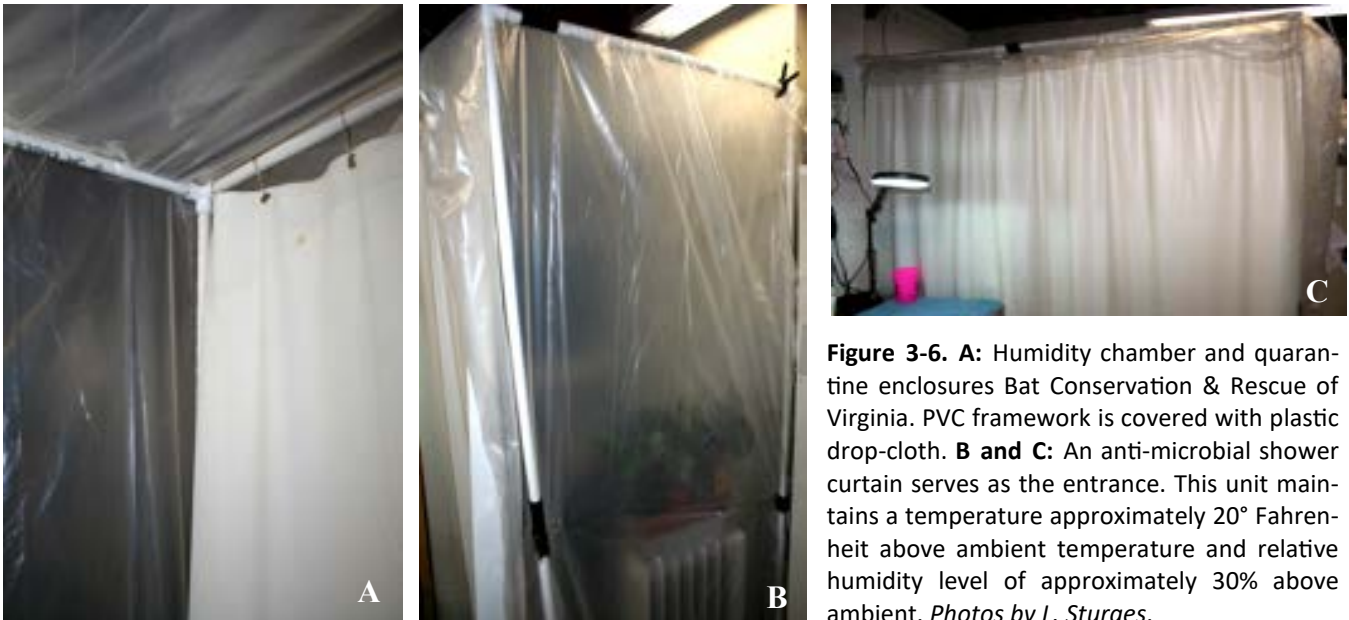 A
B
C
Figure 3-6. A: Humidity chamber and quaran-
tine enclosures Bat Conservation & Rescue of
Virginia. PVC framework is covered with plastic
drop-cloth. B and C: An anti-microbial shower
curtain serves as the entrance. This unit main-
tains a temperature approximately 20° Fahren-
heit above ambient temperature and relative
humidity level of approximately 30% above
ambient. Photos by L. Sturges.